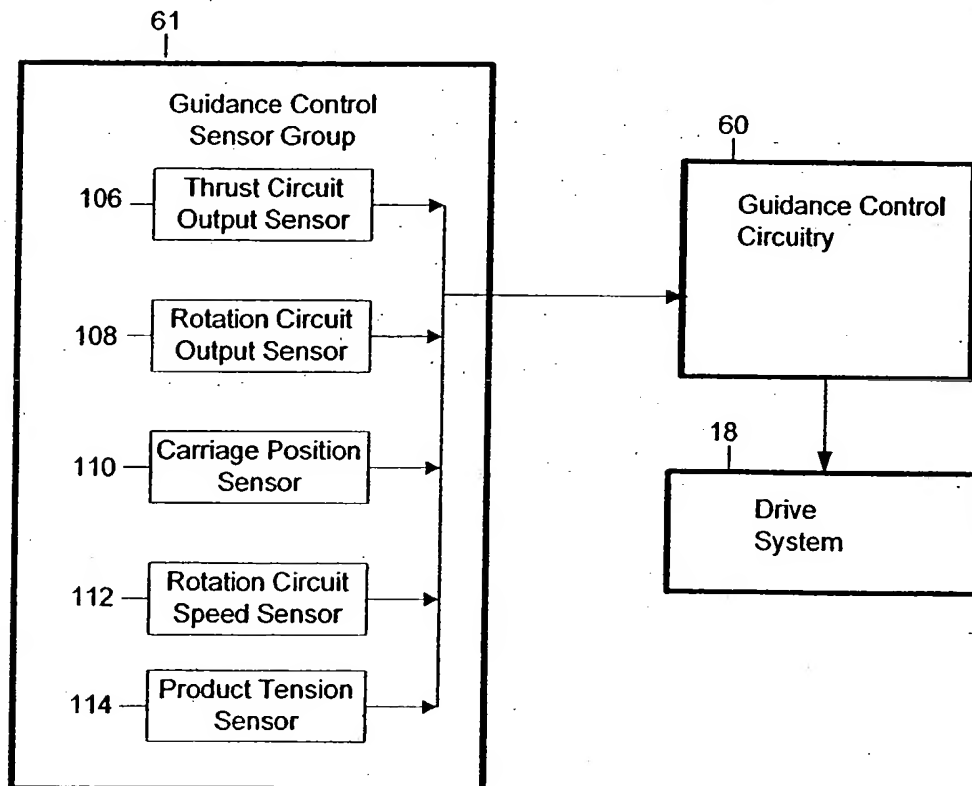 61
Guidance Control
Sensor Group
106
Thrust Circuit
Output Sensor
108
Rotation Circuit
Output Sensor
110
Carriage Position
Sensor
112
Rotation Circuit
Speed Sensor
114
Product Tension
Sensor
60
Guidance Control
Circuitry
18
Drive
System